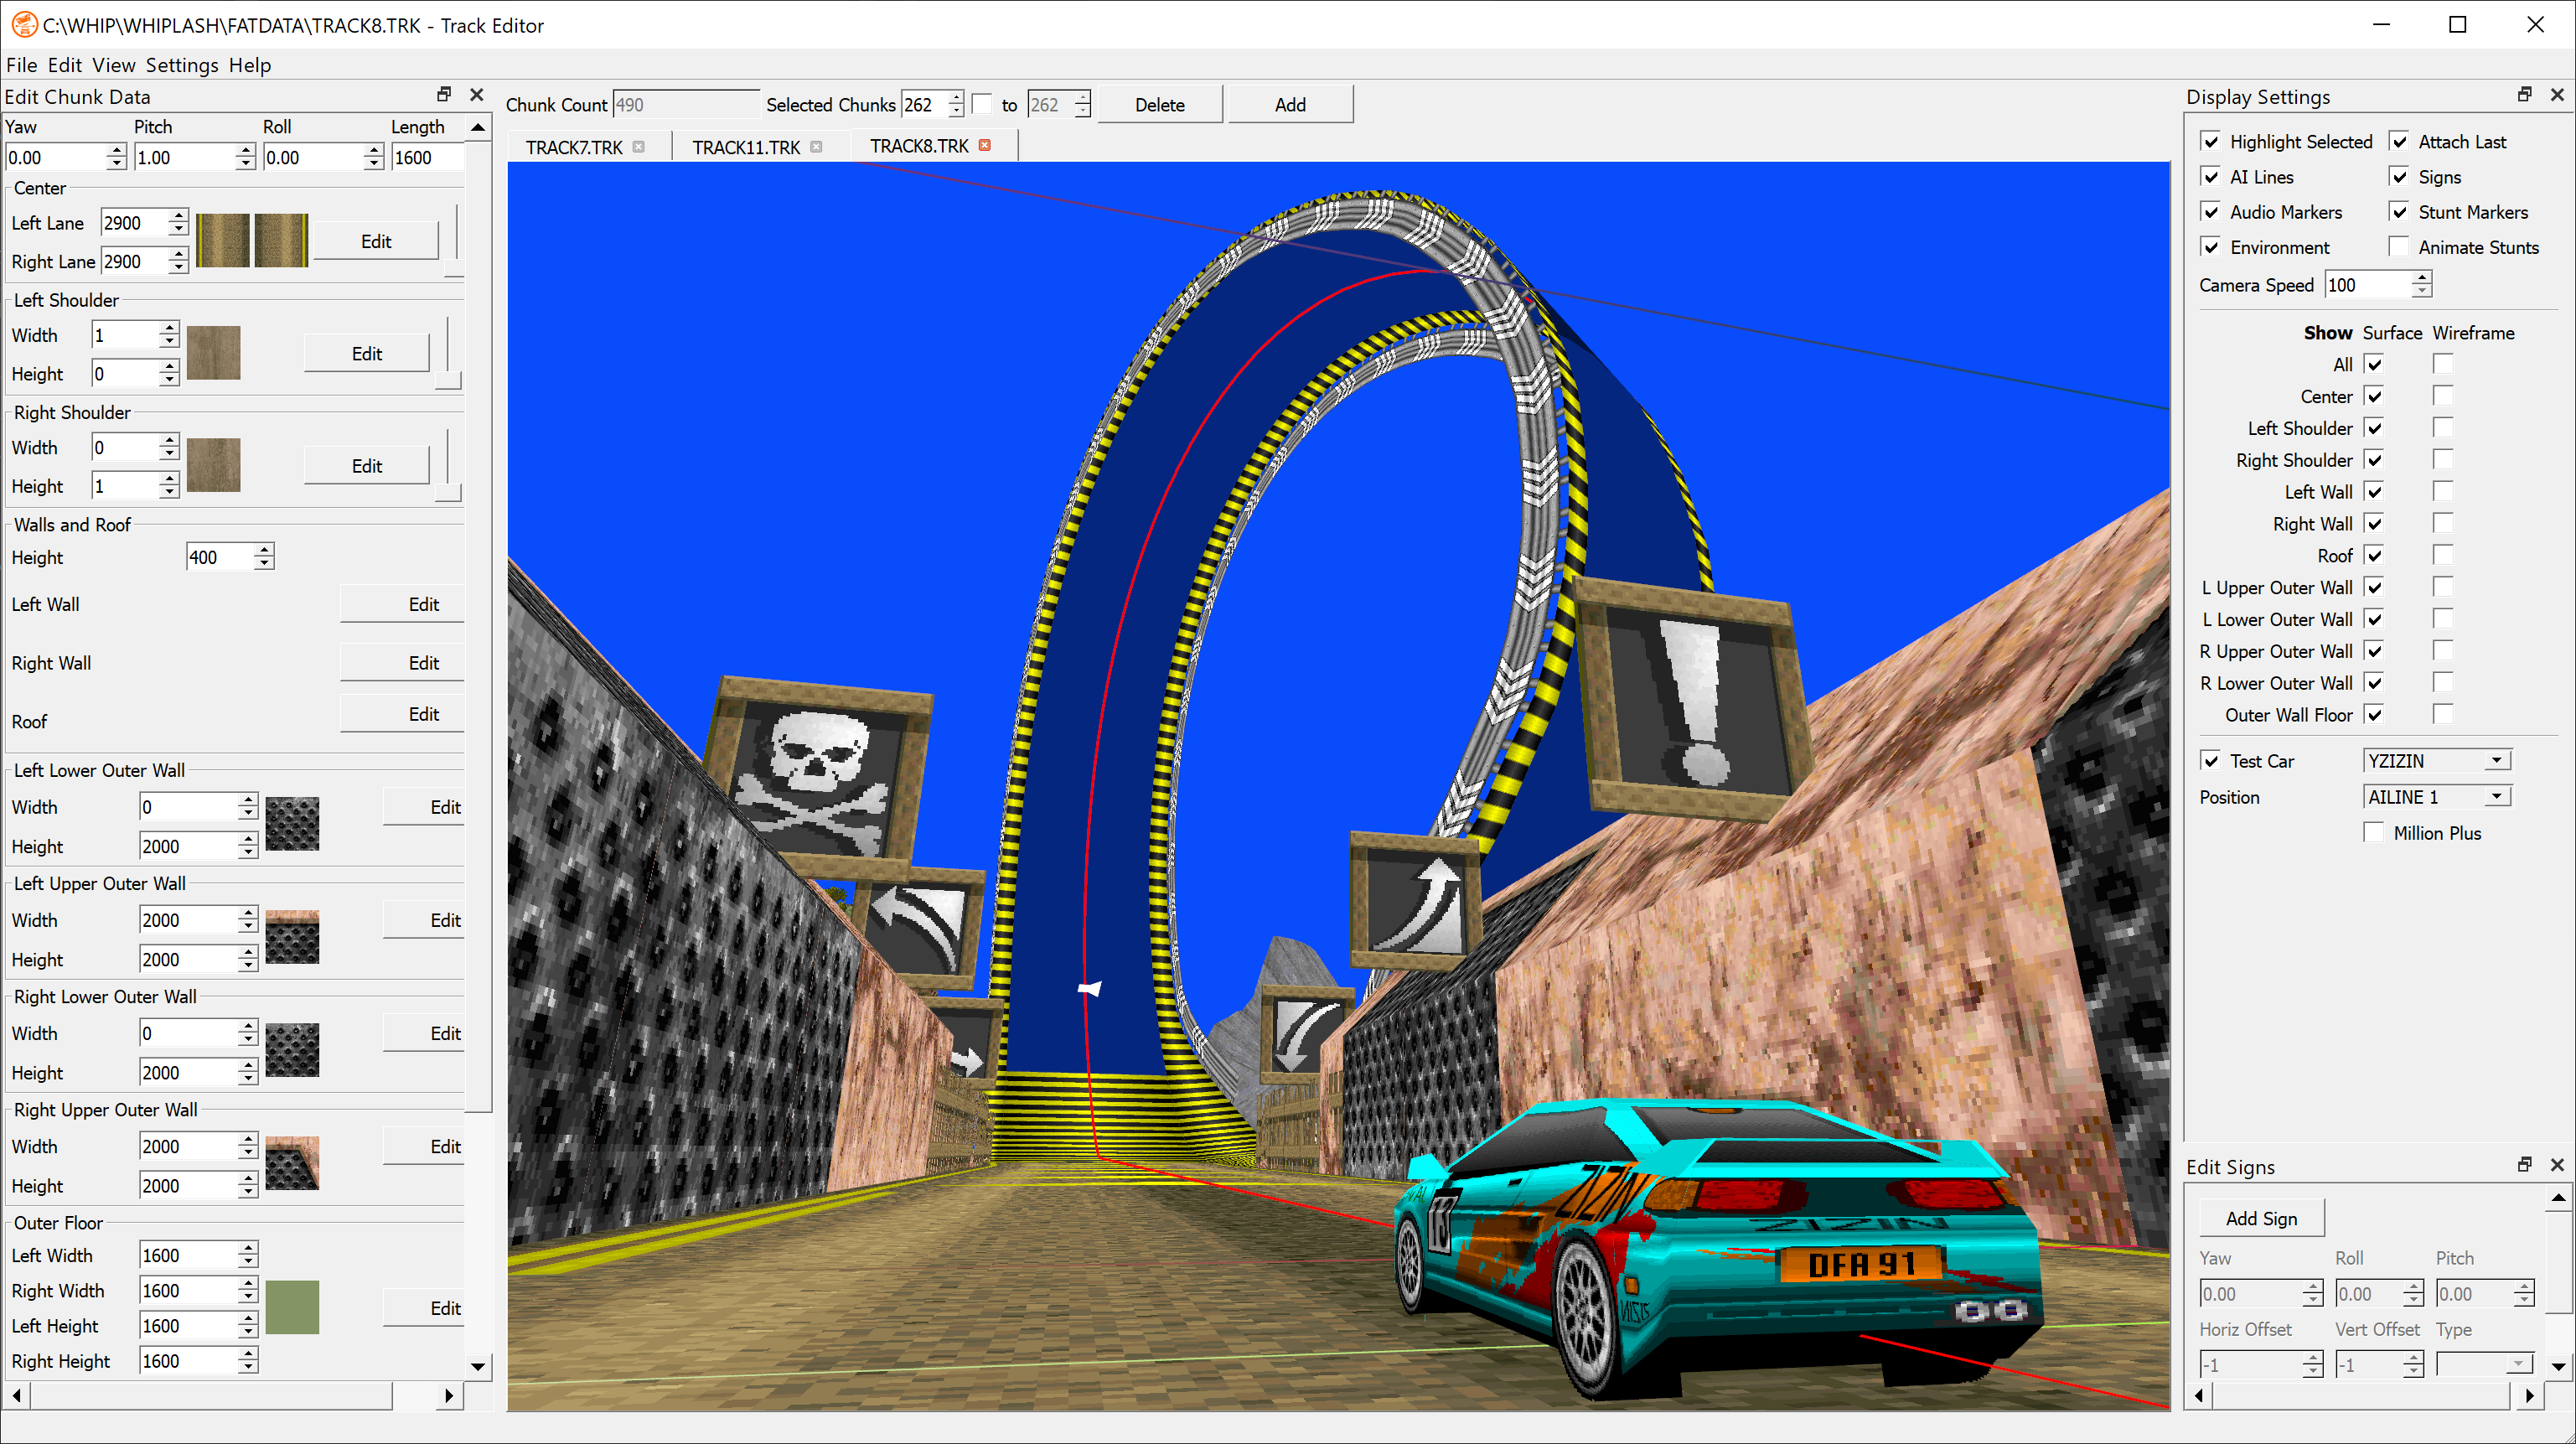 C:\WHIP\WHIPLASH\FATDATA\TRACK8.TRK - Track Editor
File Edit View Settings Help
Edit Chunk Data
Yaw Pitch Roll Length
0.00 1.00 0.00 1600
Center
Left Lane 2900 Edit
Right Lane 2900
Left Shoulder
Width 1 Edit
Height 0
Right Shoulder
Width 0 Edit
Height 1
Walls and Roof
Height 400
Left Wall Edit
Right Wall Edit
Roof Edit
Left Lower Outer Wall
Width 0 Edit
Height 2000
Left Upper Outer Wall
Width 2000 Edit
Height 2000
Right Lower Outer Wall
Width 0 Edit
Height 2000
Right Upper Outer Wall
Width 2000 Edit
Height 2000
Outer Floor
Left Width 1600
Right Width 1600 Edit
Left Height 1600
Right Height 1600
Chunk Count 490 Selected Chunks 262 to 262 Delete Add
TRACK7.TRK TRACK11.TRK TRACK8.TRK
ZIZIN
ZIZIN
DFA 91
ZIZIN
Display Settings
Highlight Selected Attach Last
AI Lines Signs
Audio Markers Stunt Markers
Environment Animate Stunts
Camera Speed 100
Show Surface Wireframe
All
Center
Left Shoulder
Right Shoulder
Left Wall
Right Wall
Roof
L Upper Outer Wall
L Lower Outer Wall
R Upper Outer Wall
R Lower Outer Wall
Outer Wall Floor
Test Car YZIZIN
Position AILINE 1
Million Plus
Edit Signs
Add Sign
Yaw Roll Pitch
0.00 0.00 0.00
Horiz Offset Vert Offset Type
-1 -1